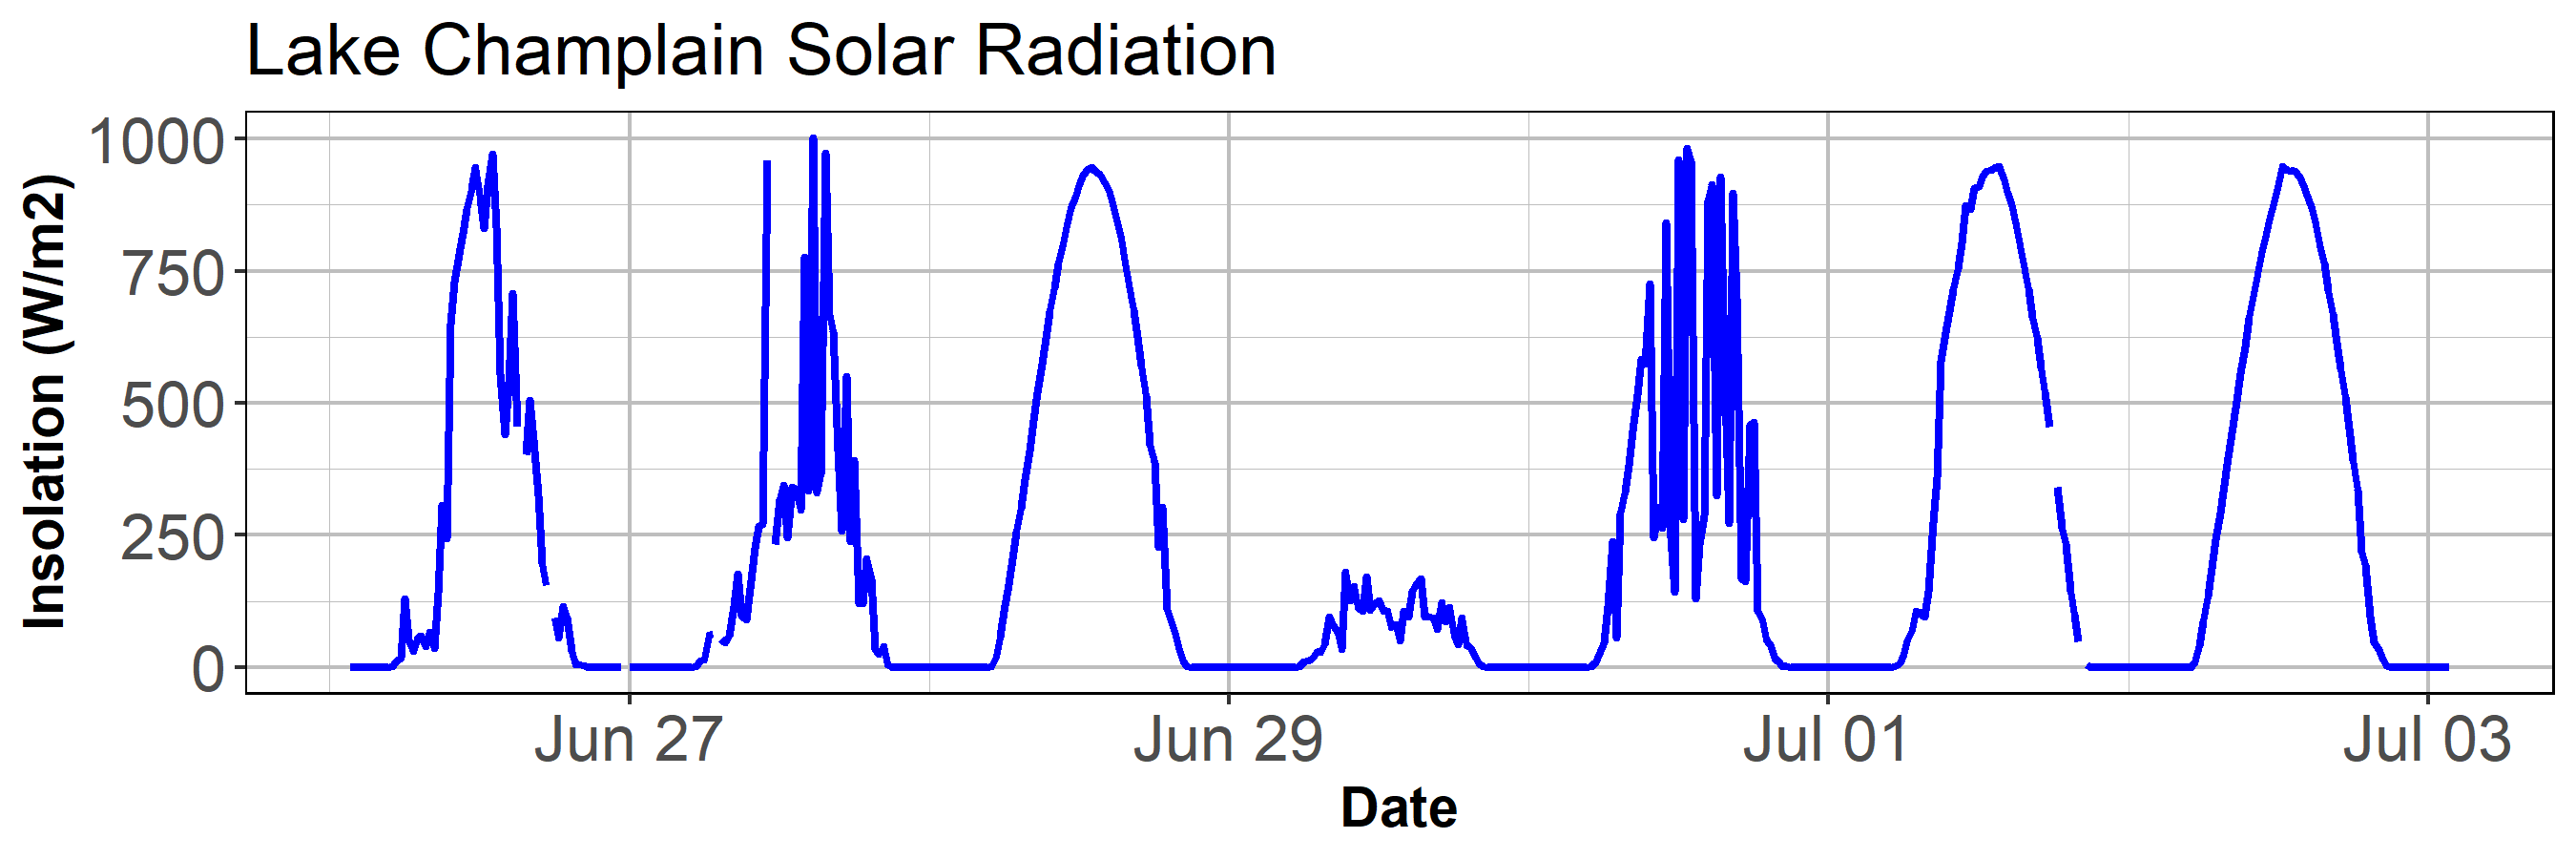 Lake Champlain Solar Radiation
Insolation (W/m2)
1000
750
500
250
0
Jun 27 Jun 29 Jul 01 Jul 03
Date